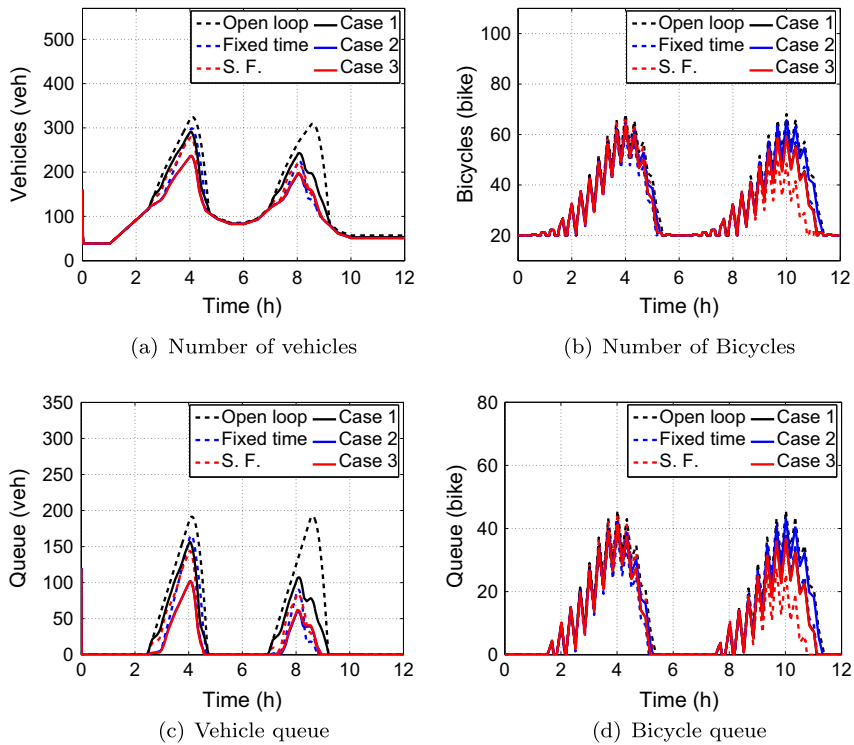 Open loop Case 1
Fixed time Case 2
S. F. Case 3
500
400
300
200
100
0
Vehicles (veh)
0 2 4 6 8 10 12
Time (h)
(a) Number of vehicles
Open loop Case 1
Fixed time Case 2
S. F. Case 3
100
80
60
40
20
Bicycles (bike)
0 2 4 6 8 10 12
Time (h)
(b) Number of Bicycles
Open loop Case 1
Fixed time Case 2
S. F. Case 3
350
300
250
200
150
100
50
0
Queue (veh)
0 2 4 6 8 10 12
Time (h)
(c) Vehicle queue
Open loop Case 1
Fixed time Case 2
S. F. Case 3
80
60
40
20
0
Queue (bike)
0 2 4 6 8 10 12
Time (h)
(d) Bicycle queue